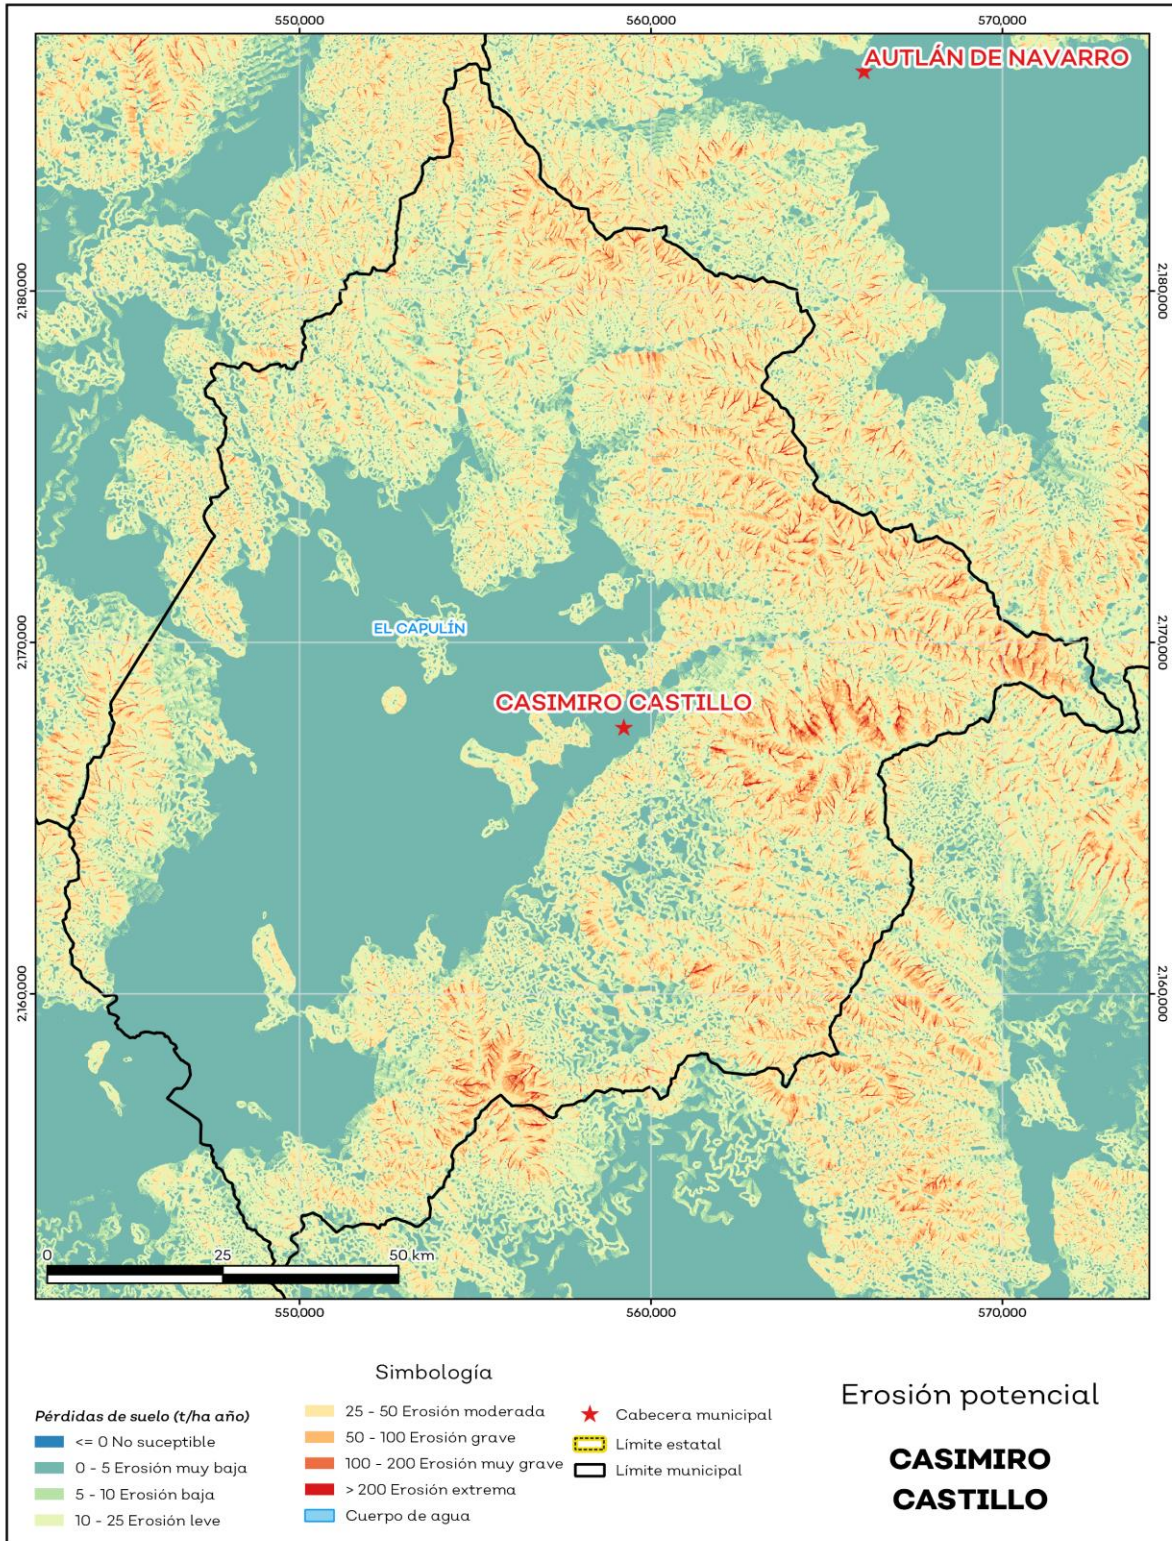 550,000
560,000
570,000
AUTLÁN DE NAVARRO
2,180,000
2,180,000
EL CAPULÍN
2,170,000
2,170,000
CASIMIRO CASTILLO
2,160,000
2,160,000
0
25
50 km
550,000
560,000
570,000
Simbología
Pérdidas de suelo (t/ha año)
<= 0 No suceptible
0 - 5 Erosión muy baja
5 - 10 Erosión baja
10 - 25 Erosión leve
25 - 50 Erosión moderada
50 - 100 Erosión grave
100 - 200 Erosión muy grave
> 200 Erosión extrema
Cuerpo de agua
Cabecera municipal
Límite estatal
Límite municipal
Erosión potencial
CASIMIRO
CASTILLO